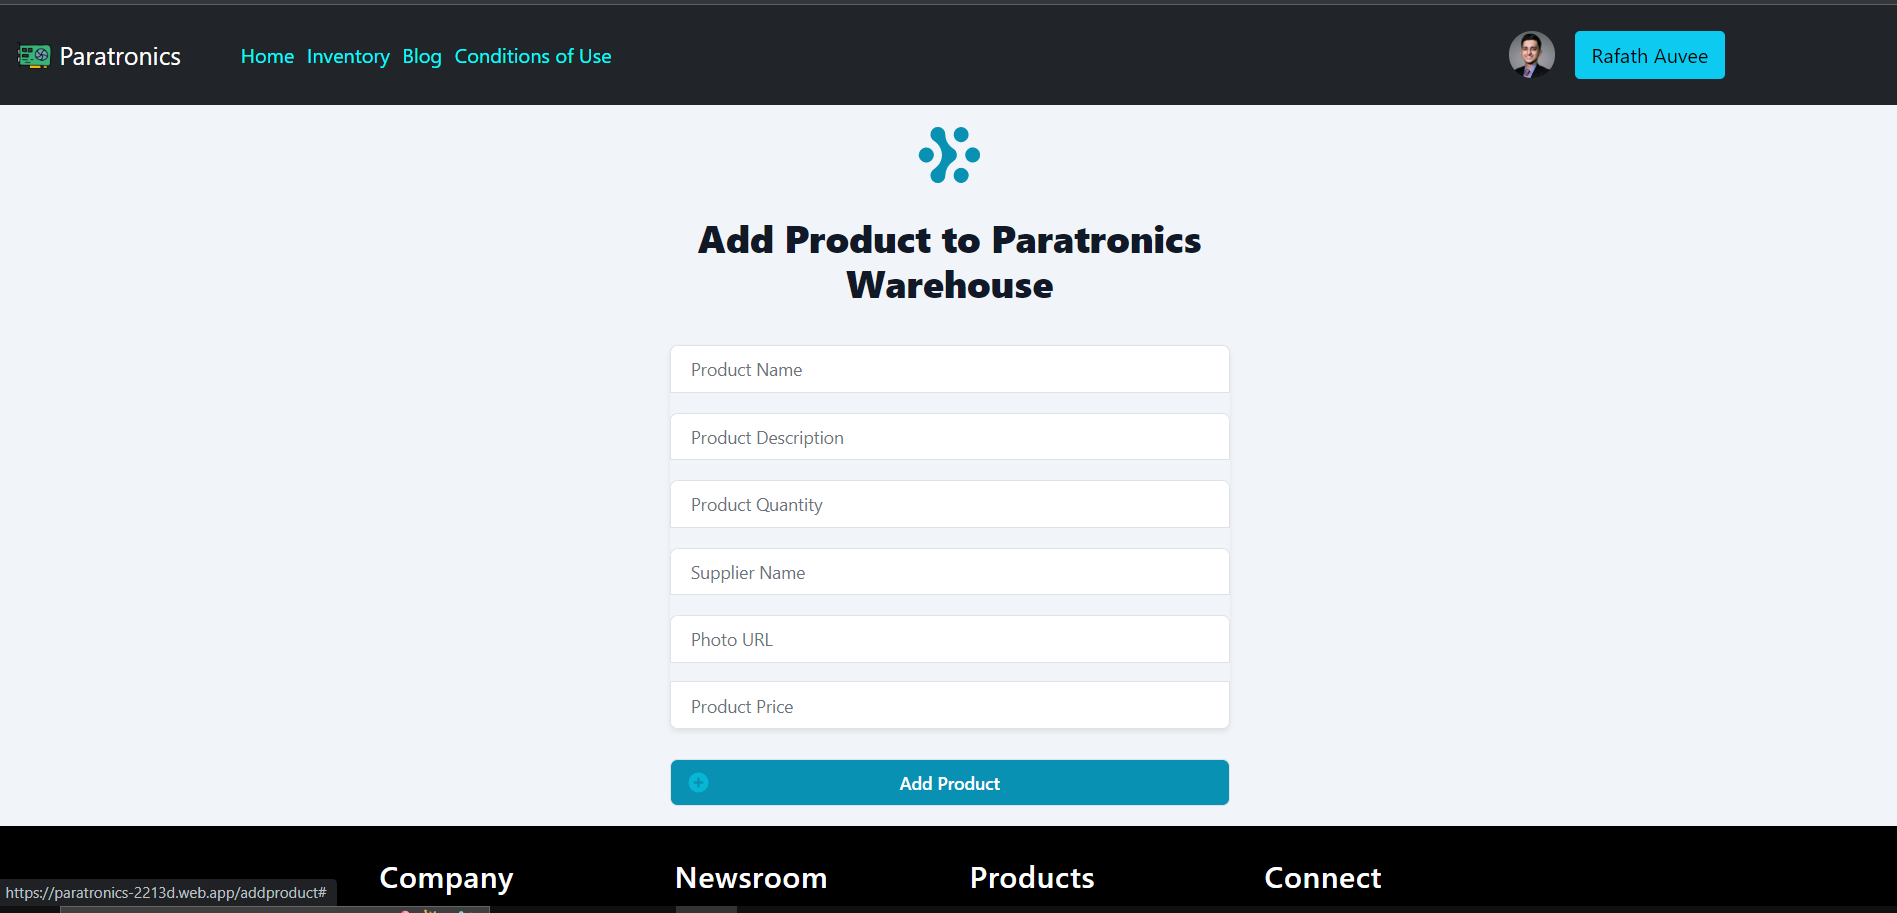 Paratronics
Home Inventory Blog Conditions of Use
Rafath Auvee
Add Product to Paratronics
Warehouse
Product Name
Product Description
Product Quantity
Supplier Name
Photo URL
Product Price
Add Product
Company Newsroom Products Connect
https://paratronics-2213d.web.app/addproduct#